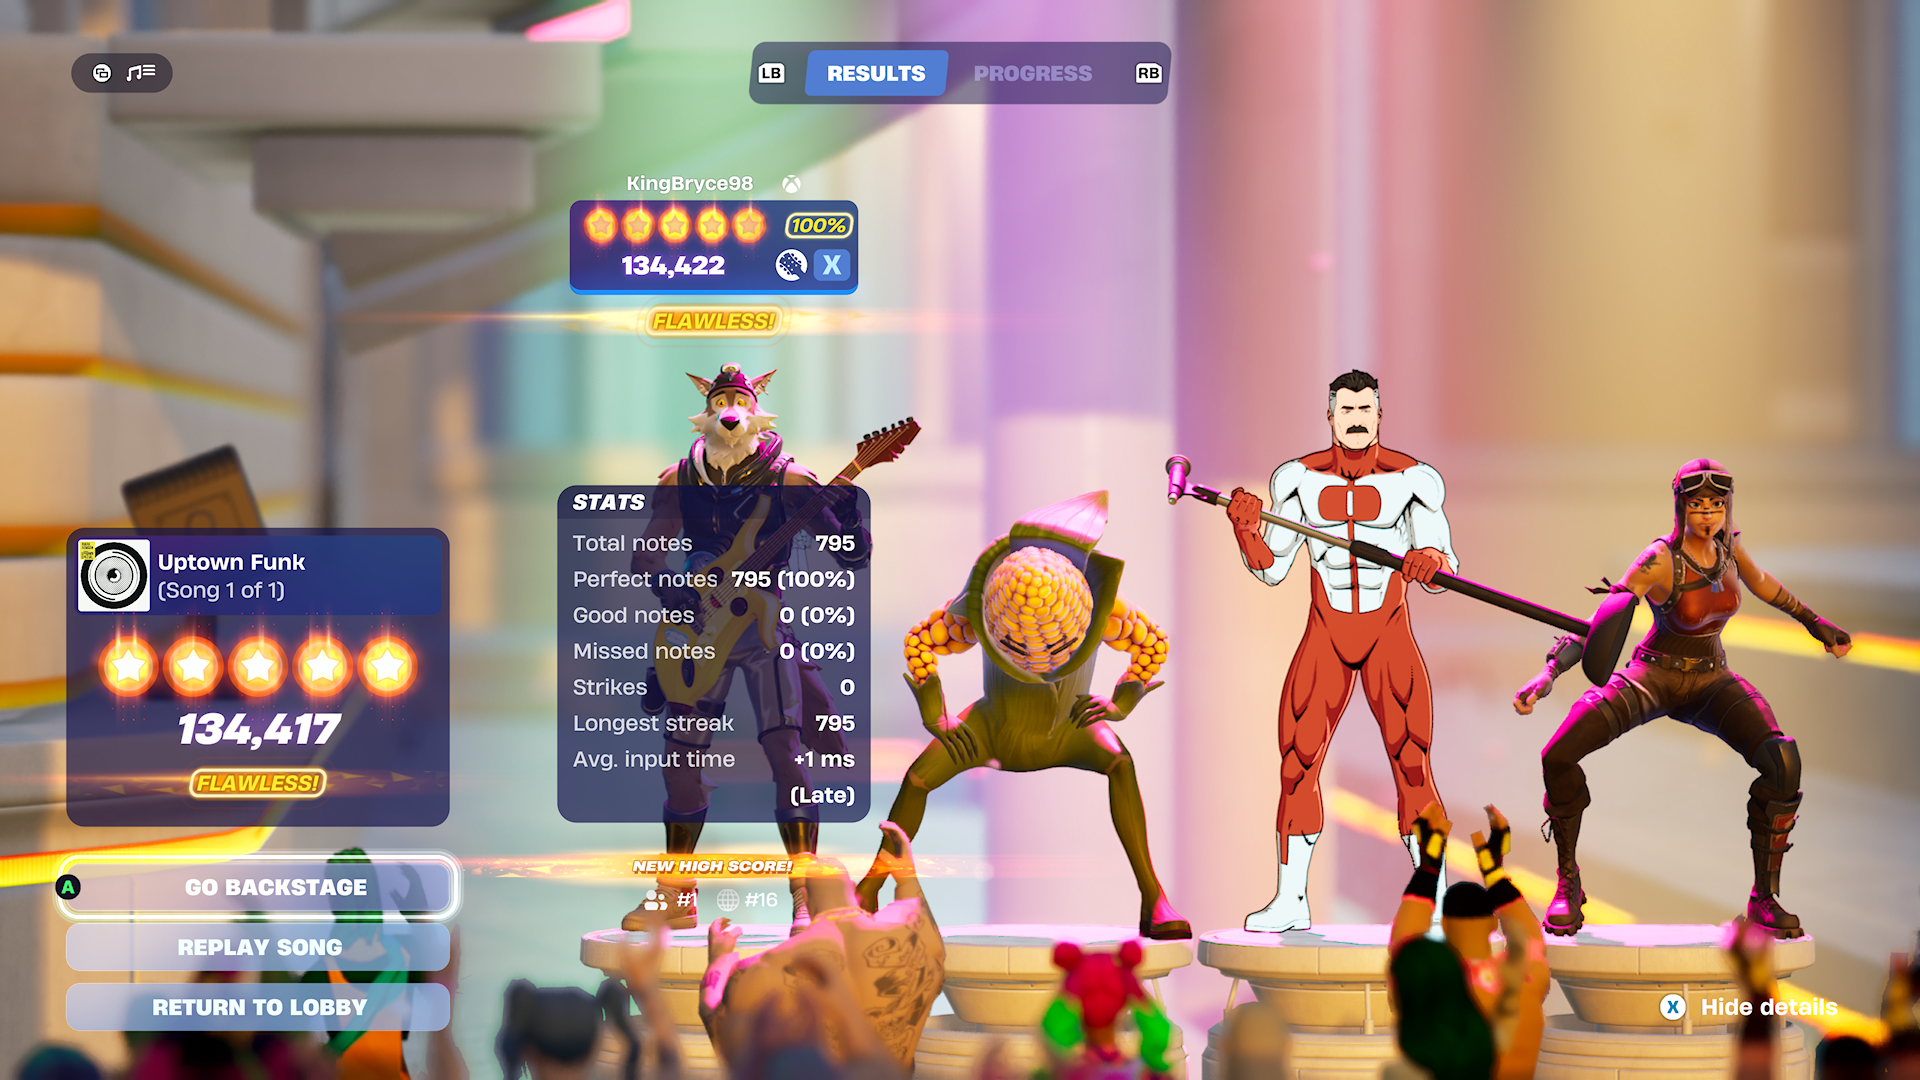 LB RESULTS PROGRESS RB
KingBryce98
100%
134,422 X
FLAWLESS!
STATS
Total notes 795
Perfect notes 795 (100%)
Good notes 0 (0%)
Missed notes 0 (0%)
Strikes 0
Longest streak 795
Avg. input time +1 ms
(Late)
NEW HIGH SCORE!
#1 #16
Uptown Funk
(Song 1 of 1)
134,417
FLAWLESS!
A GO BACKSTAGE
REPLAY SONG
RETURN TO LOBBY
X Hide details